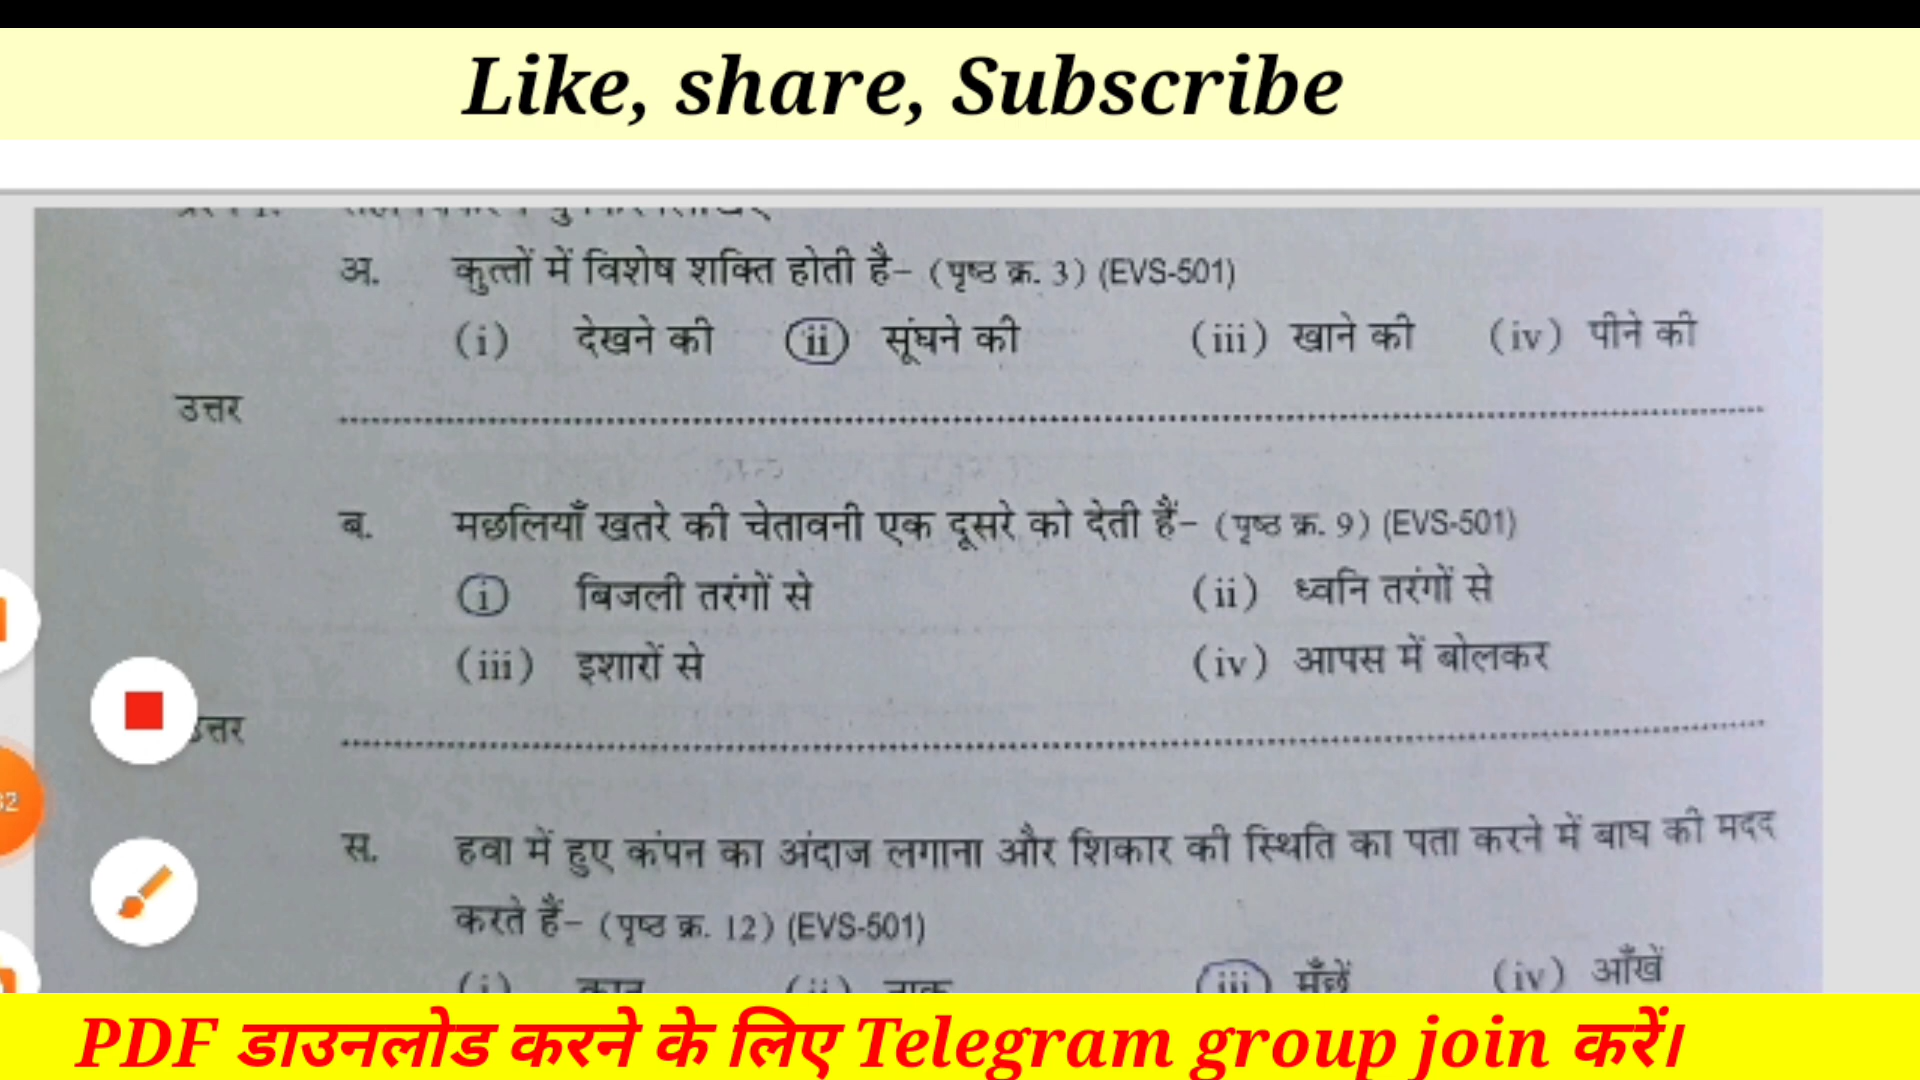 Like, share, Subscribe
अ. कुत्तों में विशेष शक्ति होती है– (पृष्ठ क्र. 3) (EVS-501)
(i) देखने की (ii) सूंघने की (iii) खाने की (iv) पीने की
उत्तर
ब. मछलियाँ खतरे की चेतावनी एक दूसरे को देती हैं– (पृष्ठ क्र. 9) (EVS-501)
(i) बिजली तरंगों से (ii) ध्वनि तरंगों से
(iii) इशारों से (iv) आपस में बोलकर
उत्तर
स. हवा में हुए कंपन का अंदाज लगाना और शिकार की स्थिति का पता करने में बाघ की मदद
करते हैं– (पृष्ठ क्र. 12) (EVS-501)
(i) कान (ii) नाक (iii) मूँछें (iv) आँखें
PDF डाउनलोड करने के लिए Telegram group join करें।